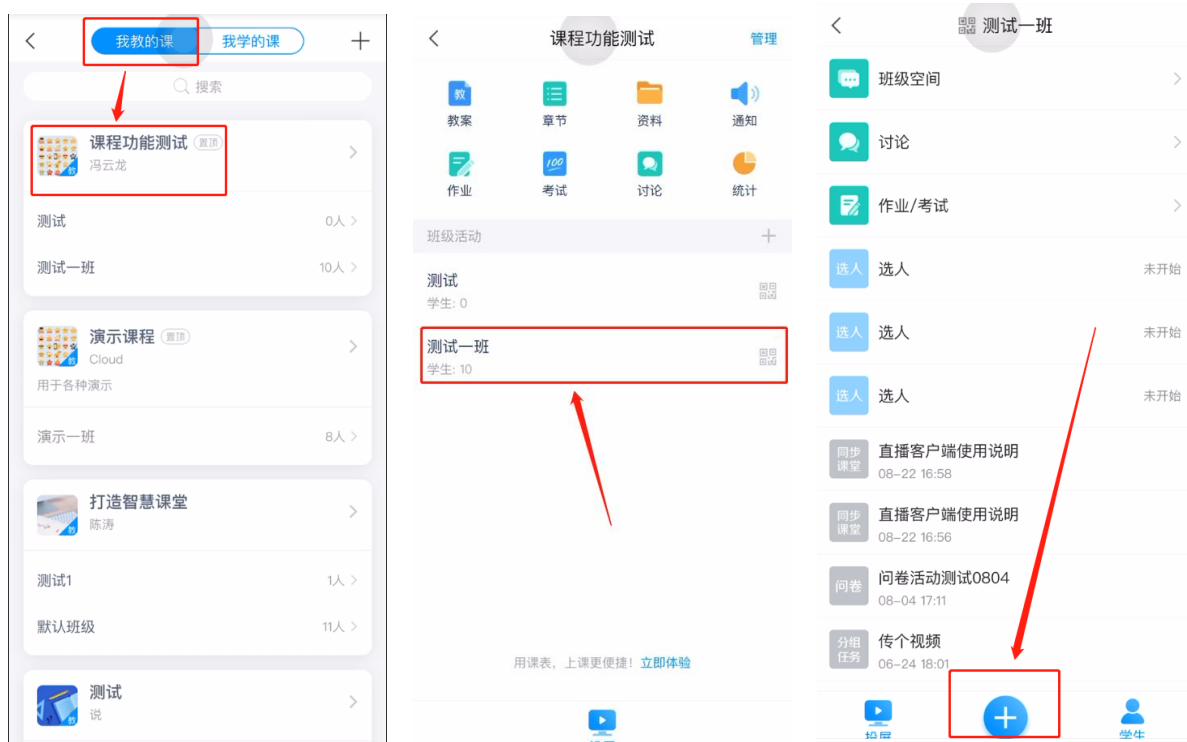 我教的课 我学的课
搜索
课程功能测试 置顶
冯云龙
测试 0人
测试一班 10人
演示课程 置顶
Cloud
用于各种演示
演示一班 8人
打造智慧课堂
陈涛
测试1 1人
默认班级 11人
测试
说
课程功能测试 管理
教
教案 章节 资料 通知
100
作业 考试 讨论 统计
班级活动
测试
学生: 0
测试一班
学生: 10
用课表，上课更便捷！立即体验
测试一班
班级空间
讨论
作业/考试
选人 选人 未开始
选人 选人 未开始
选人 选人 未开始
同步课堂 直播客户端使用说明
08-22 16:58
同步课堂 直播客户端使用说明
08-22 16:56
问卷 问卷活动测试0804
08-04 17:11
分组任务 传个视频
06-24 18:01
投屏 学生